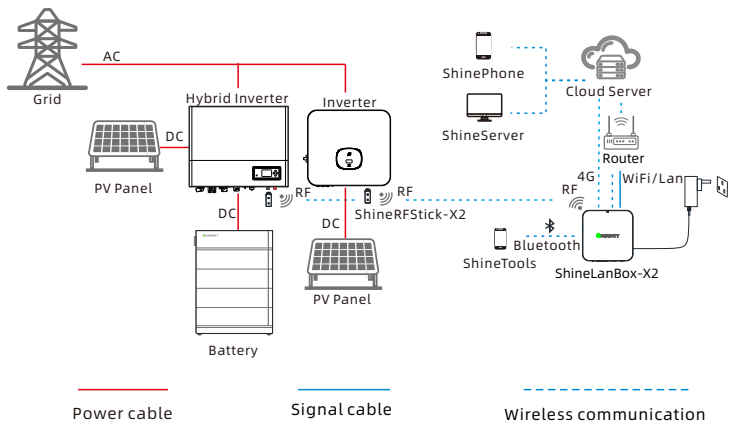 AC
Grid
Hybrid Inverter
Inverter
ShinePhone
ShineServer
Cloud Server
Router
DC
PV Panel
RF
RF
ShineRFStick-X2
DC
DC
PV Panel
Battery
4G
WiFi/Lan
RF
Bluetooth
ShineTools
GROWATT
ShineLanBox-X2
Power cable
Signal cable
Wireless communication